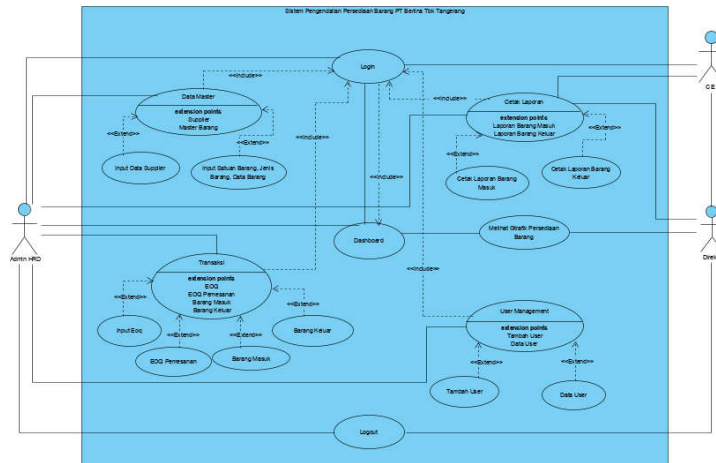 Sistem Pengendalian Persediaan Barang PT Berlina Tbk Tangerang
Login
<<Include>>
<<Include>>
Data Master
extension points
Supplier
Master Barang
<<Extend>>
<<Extend>>
Input Data Supplier
Input Satuan Barang, Jenis
Barang, Data Barang
<<Include>>
<<Include>>
Cetak Laporan
extension points
Laporan Barang Masuk
Laporan Barang Keluar
<<Extend>>
<<Extend>>
Cetak Laporan Barang
Masuk
Cetak Laporan Barang
Keluar
Admin HRD
Dashboard
Melihat Grafik Persediaan
Barang
Transaksi
extension points
EOQ
EOQ Pemesanan
Barang Masuk
Barang Keluar
<<Include>>
<<Extend>>
<<Extend>>
<<Extend>>
<<Extend>>
Input Eoq
EOQ Pemesanan
Barang Masuk
Barang Keluar
User Management
extension points
Tambah User
Data User
<<Extend>>
<<Extend>>
Tambah User
Data User
Logout